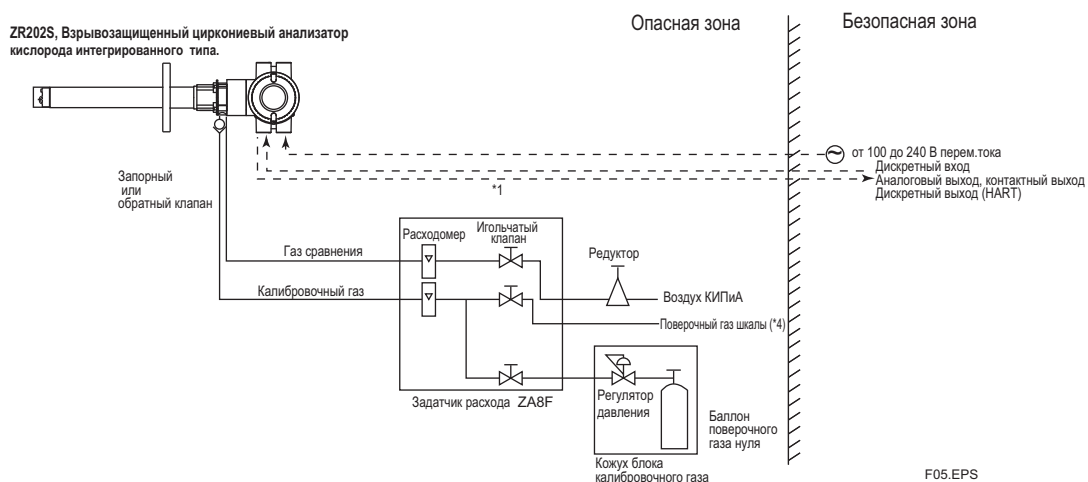 Опасная зона
Безопасная зона
ZR202S, Взрывозащищенный циркониевый анализатор
кислорода интегрированного типа.
от 100 до 240 В перем.тока
Дискретный вход
Аналоговый выход, контактный выход
Дискретный выход (HART)
*1
Запорный
или
обратный клапан
Расходомер
Игольчатый
клапан
Редуктор
Газ сравнения
Калибровочный газ
Воздух КИПиА
Поверочный газ шкалы (*4)
Задатчик расхода ZA8F
Регулятор
давления
Баллон
поверочного
газа нуля
Кожух блока
калибровочного газа
F05.EPS